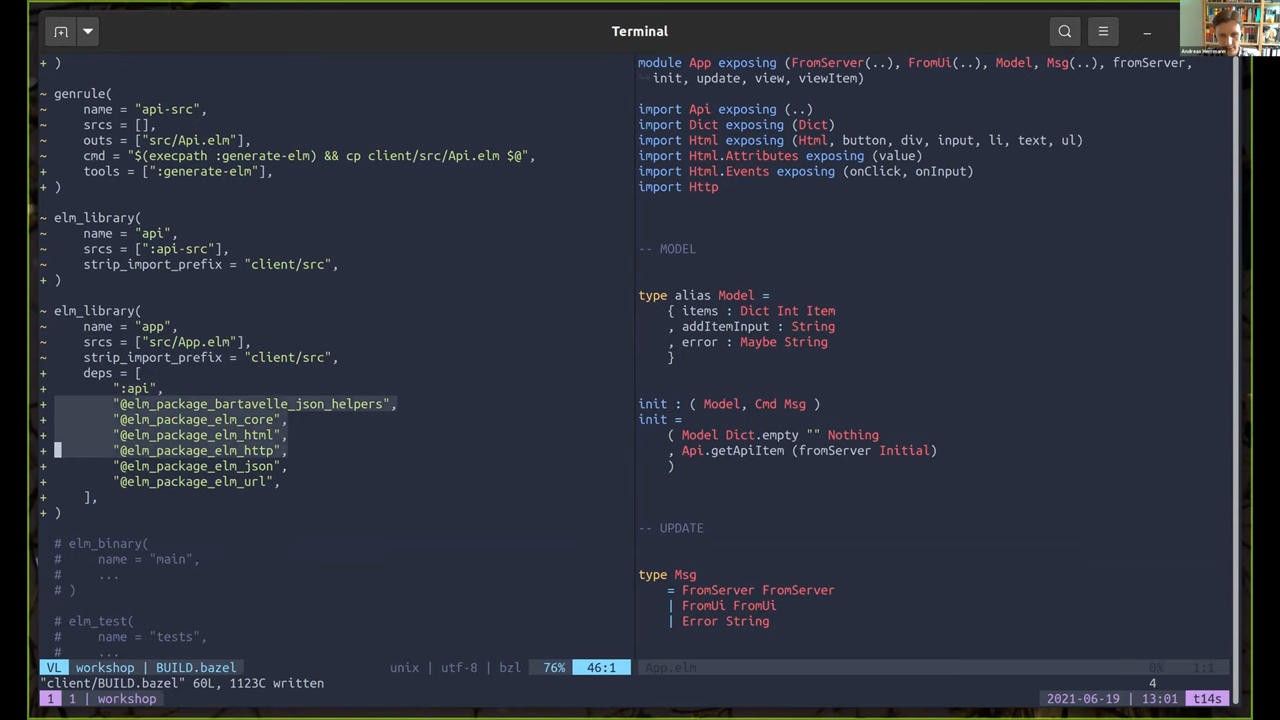 Terminal
Andreas Herrmann
+ )
~ genrule(
~ name = "api-src",
~ srcs = [],
~ outs = ["src/Api.elm"],
~ cmd = "$(execpath :generate-elm) && cp client/src/Api.elm $@",
+ tools = [":generate-elm"],
+ )
~ elm_library(
~ name = "api",
~ srcs = [":api-src"],
~ strip_import_prefix = "client/src",
+ )
~ elm_library(
~ name = "app",
~ srcs = ["src/App.elm"],
~ strip_import_prefix = "client/src",
+ deps = [
+ ":api",
+ "@elm_package_bartavelle_json_helpers",
+ "@elm_package_elm_core",
+ "@elm_package_elm_html",
+ "@elm_package_elm_http",
+ "@elm_package_elm_json",
+ "@elm_package_elm_url",
+ ],
+ )
# elm_binary(
# name = "main",
# ...
# )
# elm_test(
# name = "tests",
# ...
module App exposing (FromServer(..), FromUi(..), Model, Msg(..), fromServer,
init, update, view, viewItem)
import Api exposing (..)
import Dict exposing (Dict)
import Html exposing (Html, button, div, input, li, text, ul)
import Html.Attributes exposing (value)
import Html.Events exposing (onClick, onInput)
import Http
-- MODEL
type alias Model =
{ items : Dict Int Item
, addItemInput : String
, error : Maybe String
}
init : ( Model, Cmd Msg )
init =
( Model Dict.empty "" Nothing
, Api.getApiItem (fromServer Initial)
)
-- UPDATE
type Msg
= FromServer FromServer
| FromUi FromUi
| Error String
VL workshop | BUILD.bazel unix | utf-8 | bzl 76% 46:1
App.elm 0% 1:1
"client/BUILD.bazel" 60L, 1123C written 4
1 1 | workshop 2021-06-19 | 13:01 t14s